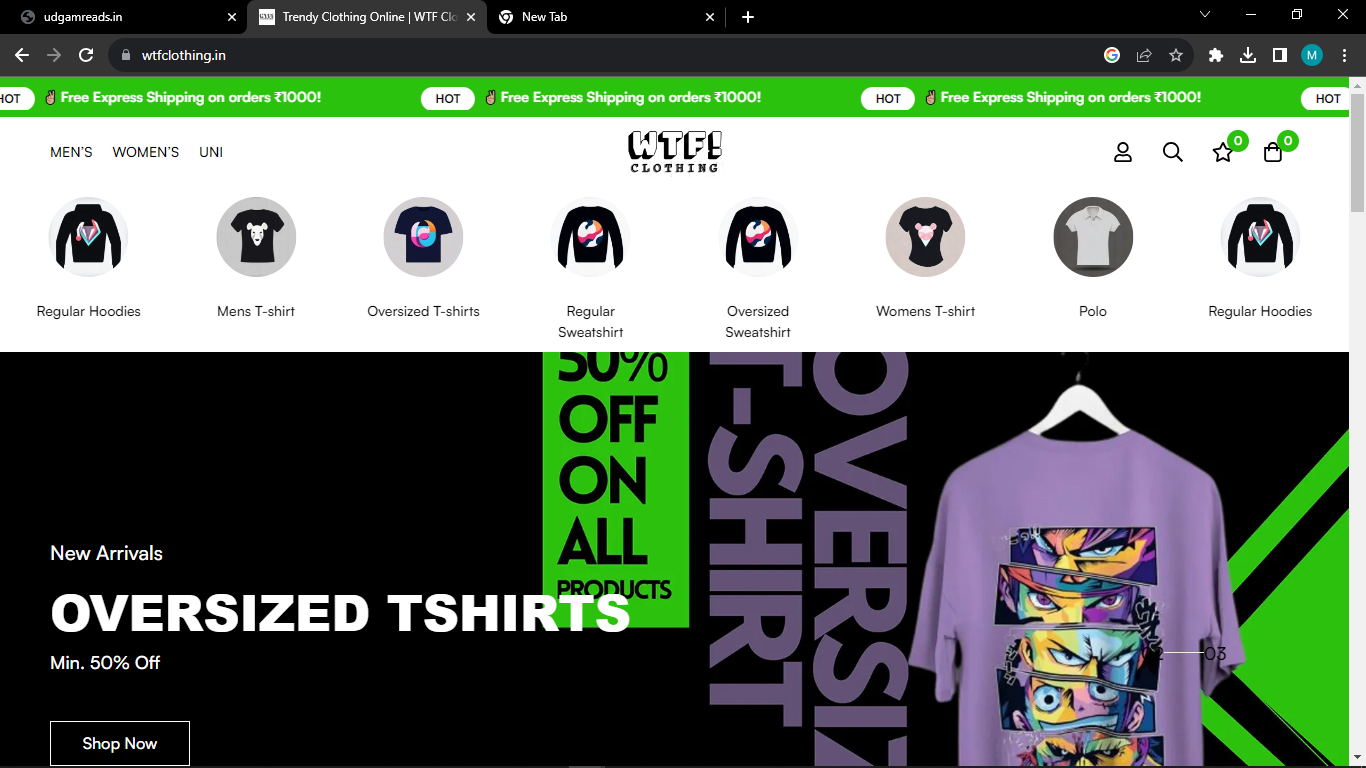 udgamreads.in
Trendy Clothing Online | WTF Clo
New Tab
wtfclothing.in
M
HOT ✌ Free Express Shipping on orders ₹1000!
HOT ✌ Free Express Shipping on orders ₹1000!
HOT ✌ Free Express Shipping on orders ₹1000!
HOT
MEN'S WOMEN'S UNI
WTF!
CLOTHING
0
0
Regular Hoodies
Mens T-shirt
Oversized T-shirts
Regular
Sweatshirt
Oversized
Sweatshirt
Womens T-shirt
Polo
Regular Hoodies
50%
OFF
ON
ALL
PRODUCTS
T-SHIRT
OVERSIZ
New Arrivals
OVERSIZED TSHIRTS
Min. 50% Off
Shop Now
03